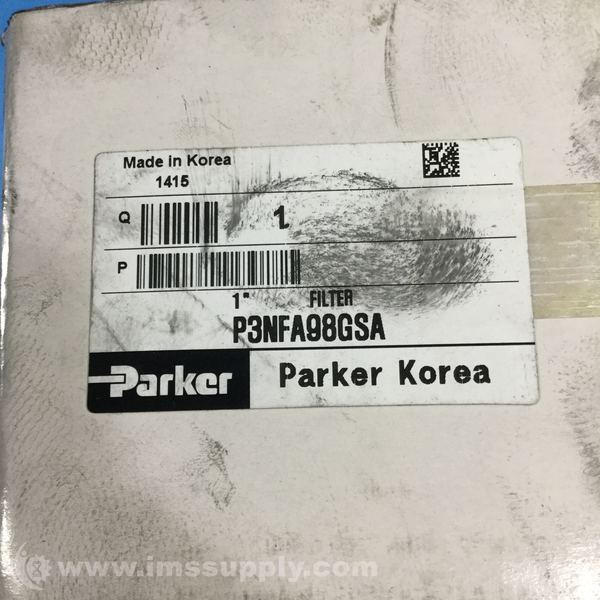 Made in Korea
1415
Q 1
P
1" FILTER
P3NFA98GSA
Parker Parker Korea
www.imssupply.com